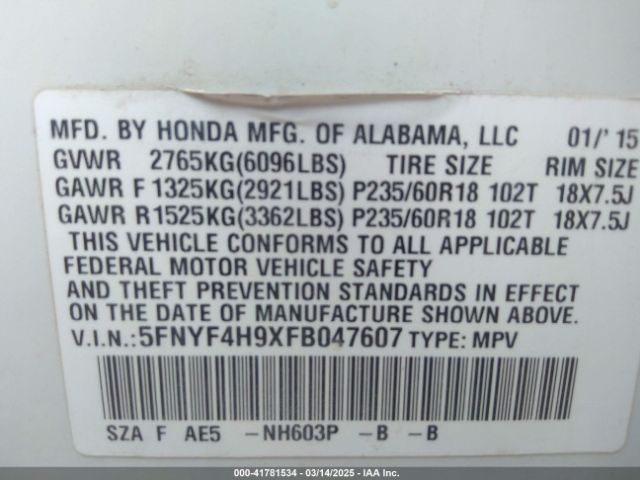 MFD. BY HONDA MFG. OF ALABAMA, LLC 01/'15
GVWR 2765KG(6096LBS) TIRE SIZE RIM SIZE
GAWR F 1325KG(2921LBS) P235/60R18 102T 18X7.5J
GAWR R1525KG(3362LBS) P235/60R18 102T 18X7.5J
THIS VEHICLE CONFORMS TO ALL APPLICABLE
FEDERAL MOTOR VEHICLE SAFETY
AND THEFT PREVENTION STANDARDS IN EFFECT
ON THE DATE OF MANUFACTURE SHOWN ABOVE.
V.I.N.:5FNYF4H9XFB047607 TYPE: MPV
SZA F AE5 -NH603P -B -B
000-41781534 - 03/14/2025 - IAA Inc.